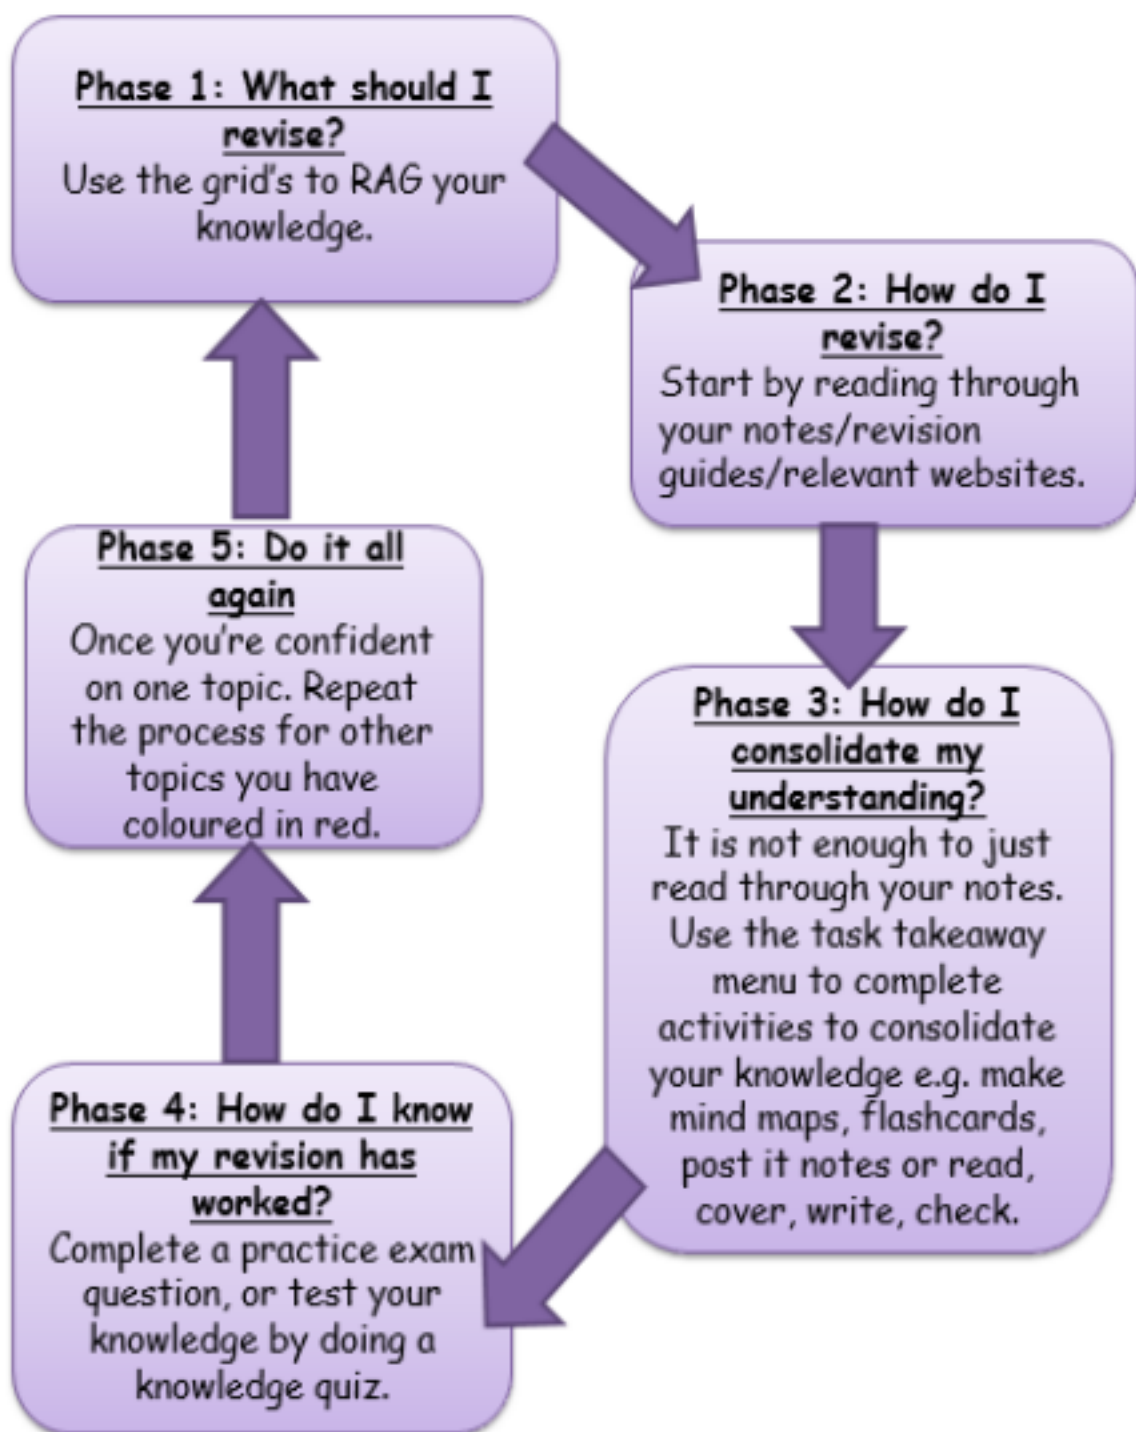 Phase 1: What should I
revise?
Use the grid's to RAG your
knowledge.
Phase 2: How do I
revise?
Start by reading through
your notes/revision
guides/relevant websites.
Phase 3: How do I
consolidate my
understanding?
It is not enough to just
read through your notes.
Use the task takeaway
menu to complete
activities to consolidate
your knowledge e.g. make
mind maps, flashcards,
post it notes or read,
cover, write, check.
Phase 4: How do I know
if my revision has
worked?
Complete a practice exam
question, or test your
knowledge by doing a
knowledge quiz.
Phase 5: Do it all
again
Once you're confident
on one topic. Repeat
the process for other
topics you have
coloured in red.